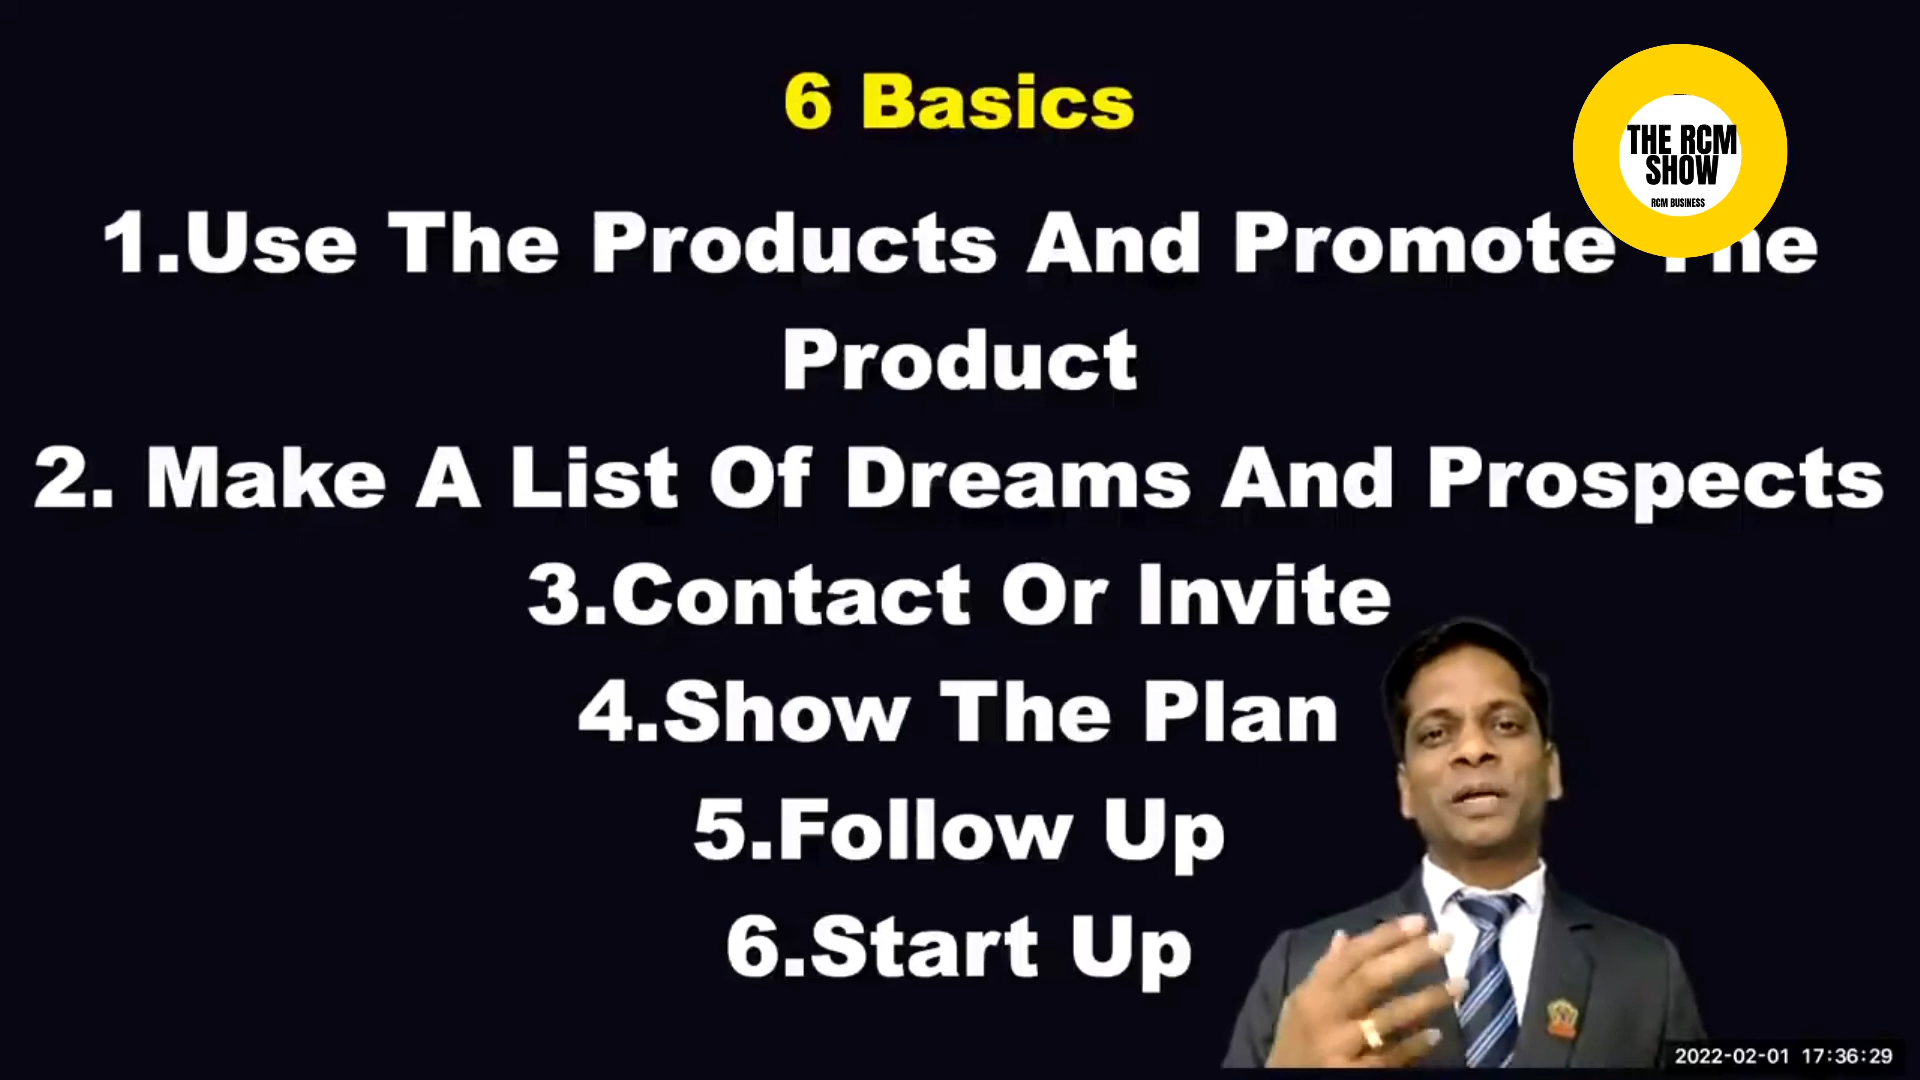 6 Basics
THE RCM
SHOW
RCM BUSINESS
1.Use The Products And Promote The
Product
2. Make A List Of Dreams And Prospects
3.Contact Or Invite
4.Show The Plan
5.Follow Up
6.Start Up
2022-02-01 17:36:29